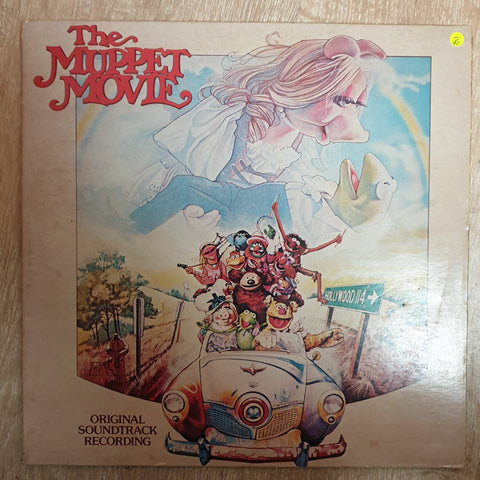 The
MUPPET
MOVIE
HOLLYWOOD 114
ORIGINAL
SOUNDTRACK
RECORDING